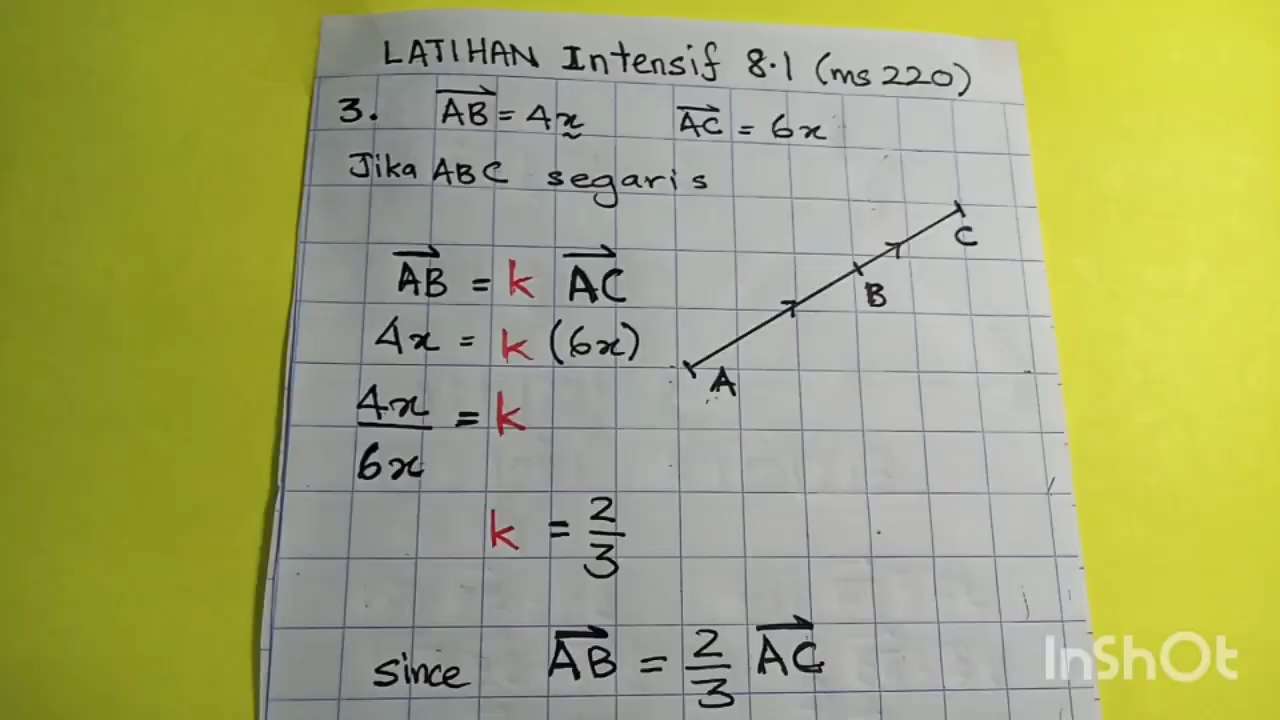 LATIHAN Intensif 8.1 (ms 220)
3. AB = 4x AC = 6x
Jika ABC segaris
C
B
A
AB = k AC
4x = k (6x)
4x/6x = k
k = 2/3
since AB = 2/3 AC
InShOt